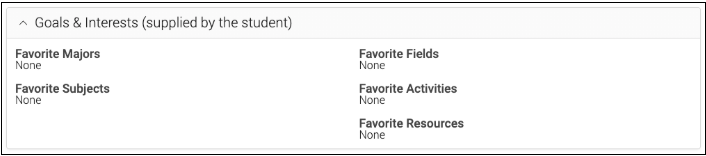 Goals & Interests (supplied by the student)
Favorite Majors
None
Favorite Subjects
None
Favorite Fields
None
Favorite Activities
None
Favorite Resources
None